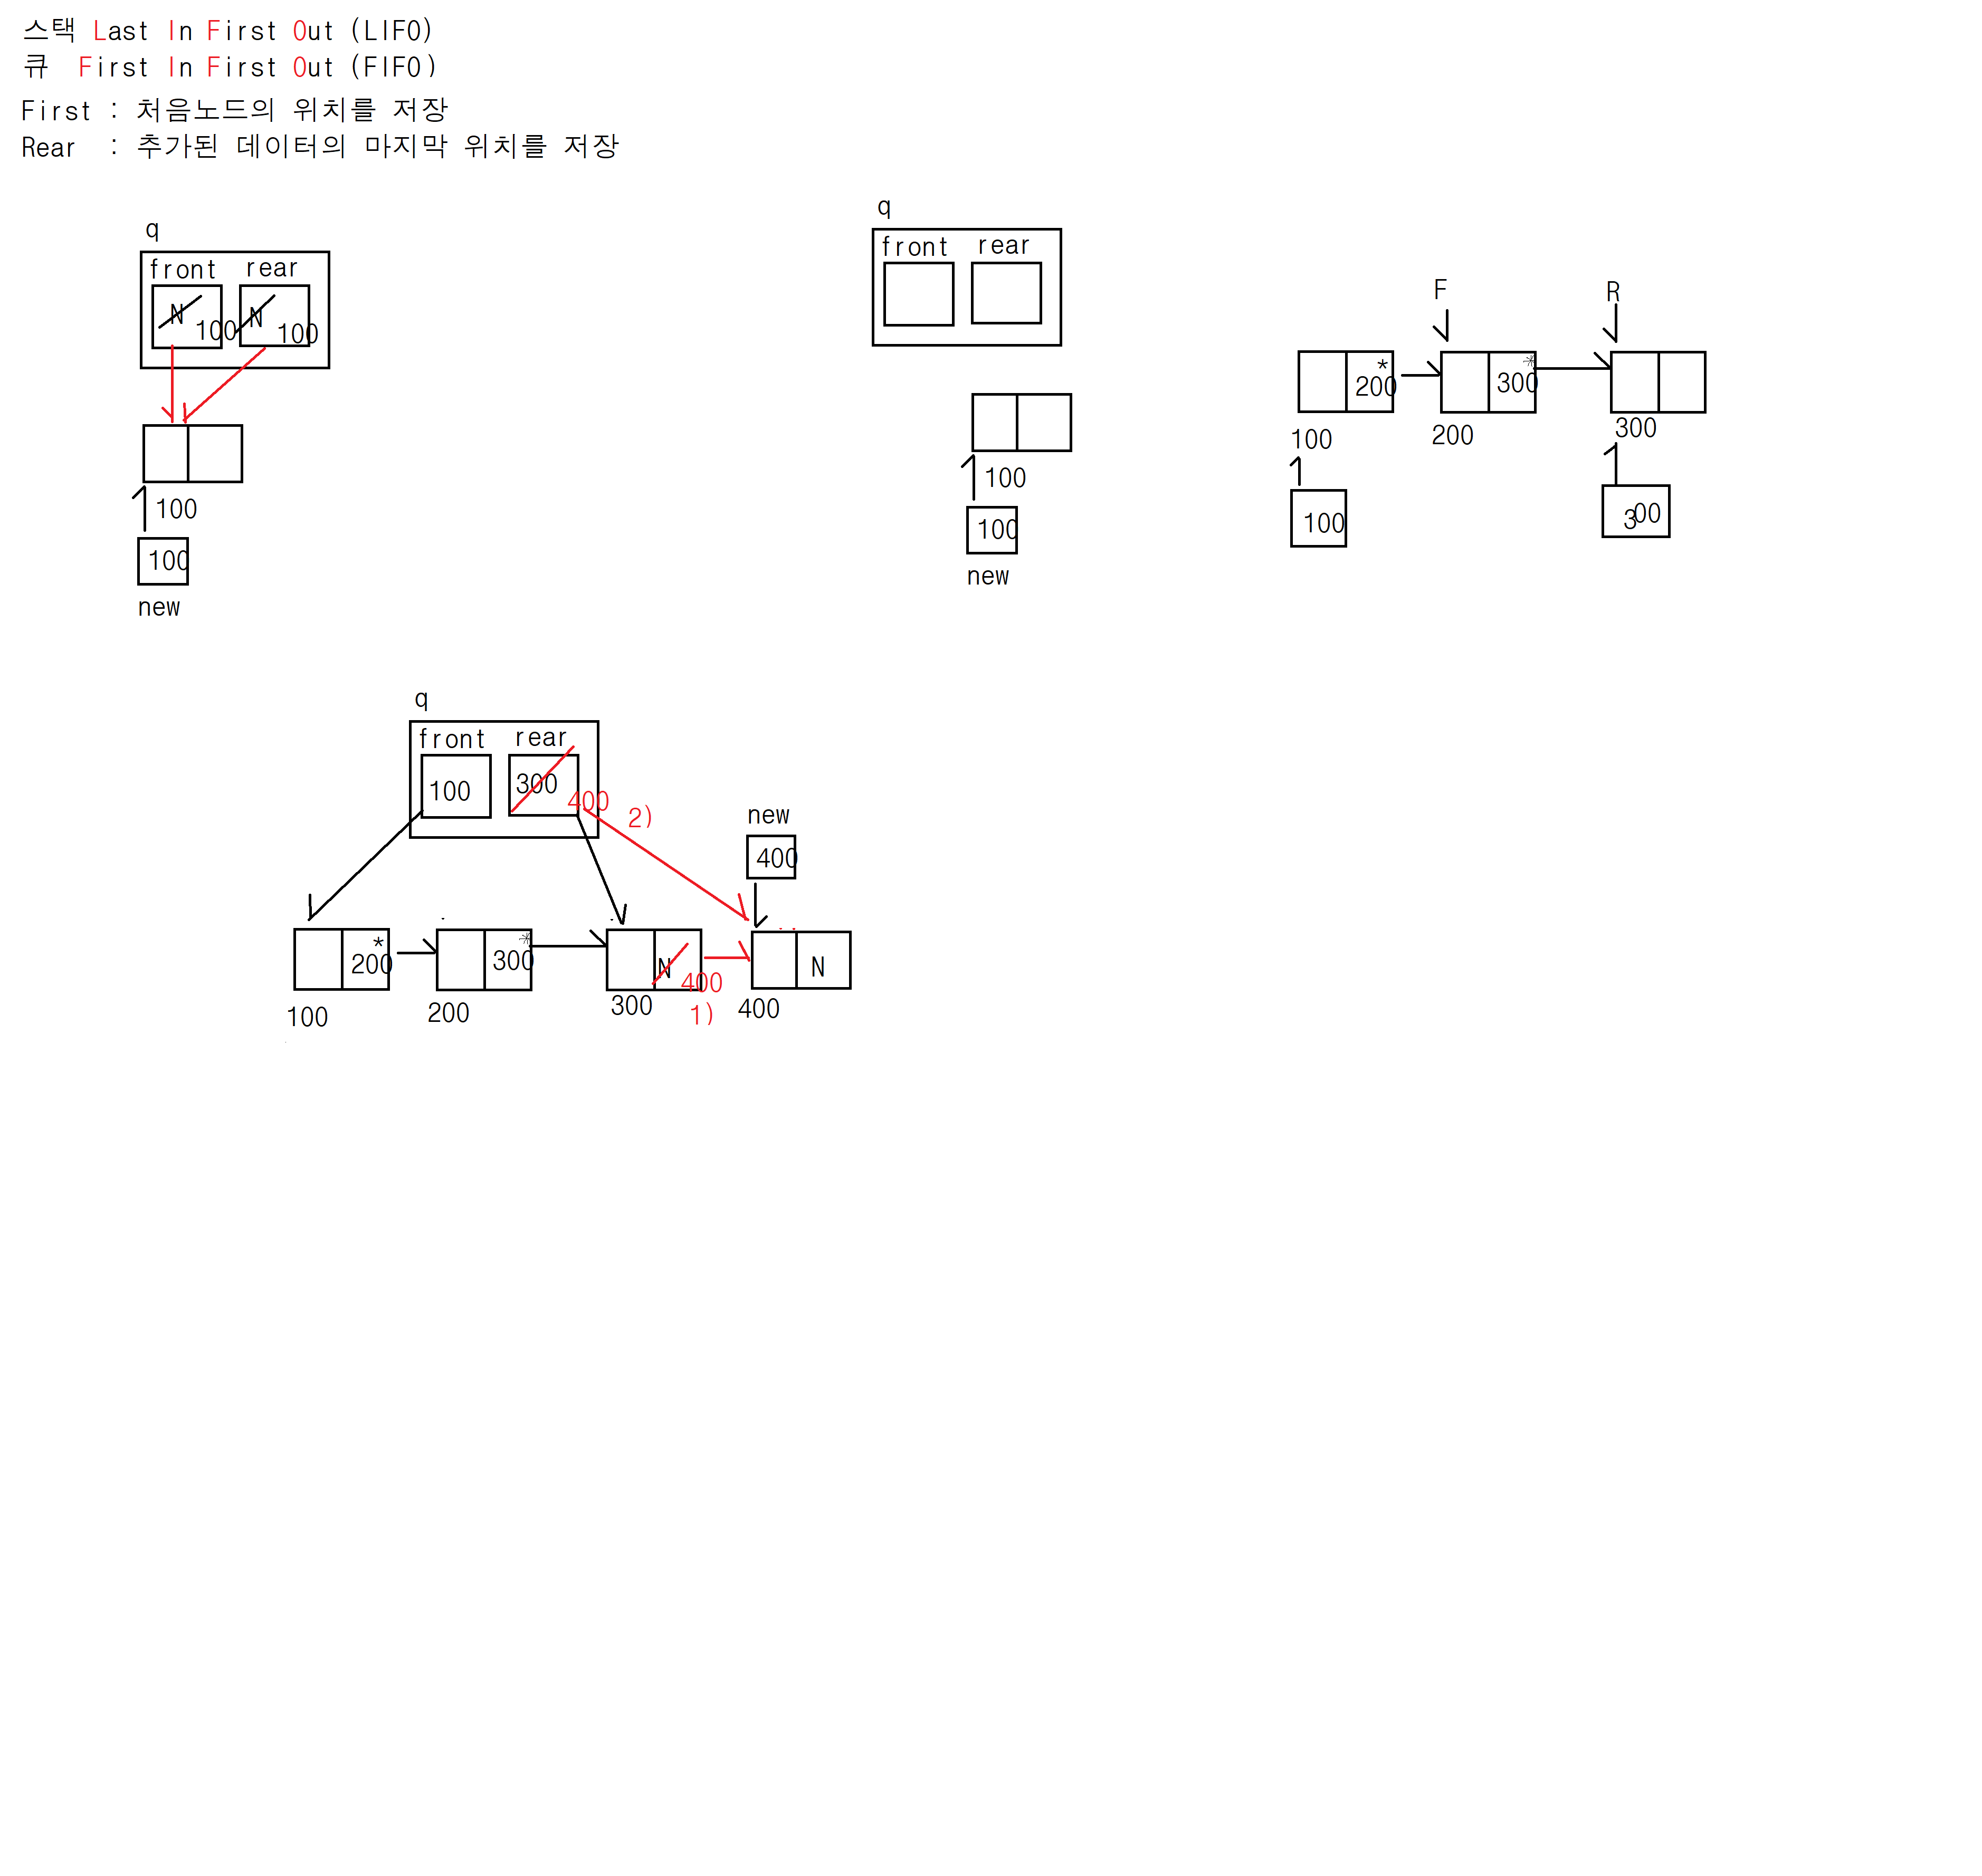 스택 Last In First Out (LIFO)
큐 First In First Out (FIFO)
First : 처음노드의 위치를 저장
Rear : 추가된 데이터의 마지막 위치를 저장
q
front rear
N 100 N 100
100
100
new
q
front rear
100
100
new
F R
* 200 * 300
100 200 300
100 300
q
front rear
100 300 400 2)
new
400
* 200 * 300 N 400 N
100 200 300 1) 400